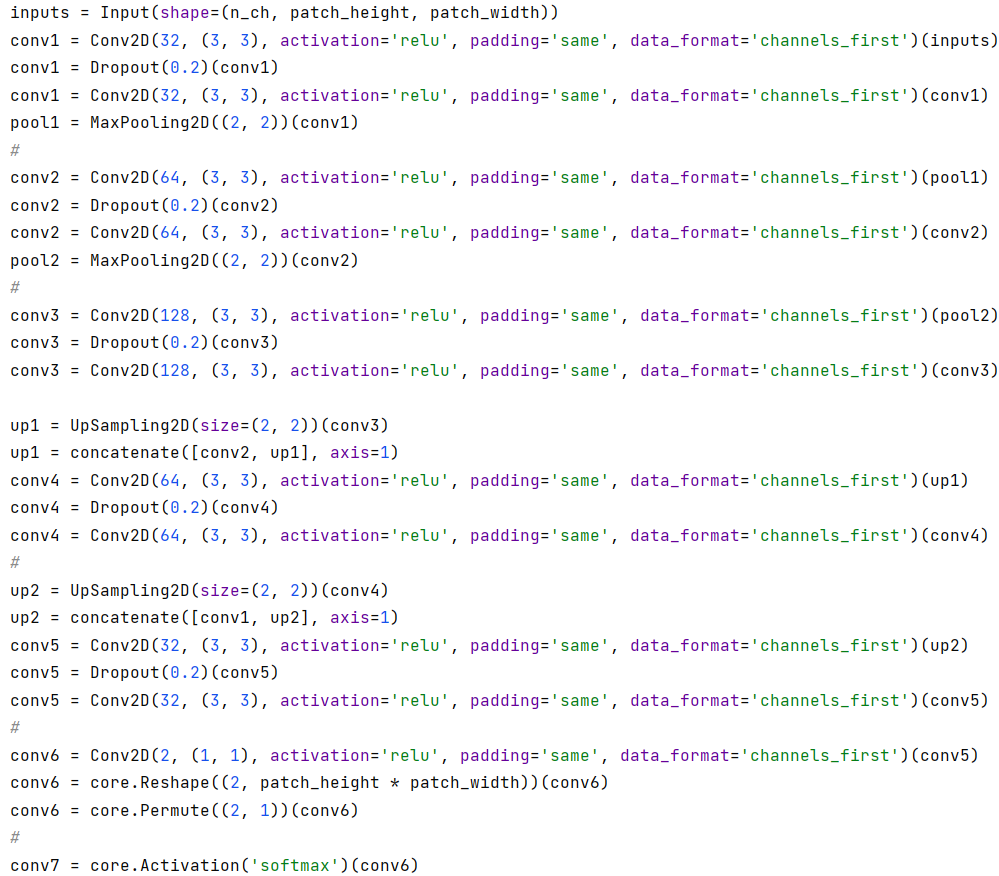 inputs = Input(shape=(n_ch, patch_height, patch_width))
conv1 = Conv2D(32, (3, 3), activation='relu', padding='same', data_format='channels_first')(inputs)
conv1 = Dropout(0.2)(conv1)
conv1 = Conv2D(32, (3, 3), activation='relu', padding='same', data_format='channels_first')(conv1)
pool1 = MaxPooling2D((2, 2))(conv1)
#
conv2 = Conv2D(64, (3, 3), activation='relu', padding='same', data_format='channels_first')(pool1)
conv2 = Dropout(0.2)(conv2)
conv2 = Conv2D(64, (3, 3), activation='relu', padding='same', data_format='channels_first')(conv2)
pool2 = MaxPooling2D((2, 2))(conv2)
#
conv3 = Conv2D(128, (3, 3), activation='relu', padding='same', data_format='channels_first')(pool2)
conv3 = Dropout(0.2)(conv3)
conv3 = Conv2D(128, (3, 3), activation='relu', padding='same', data_format='channels_first')(conv3)

up1 = UpSampling2D(size=(2, 2))(conv3)
up1 = concatenate([conv2, up1], axis=1)
conv4 = Conv2D(64, (3, 3), activation='relu', padding='same', data_format='channels_first')(up1)
conv4 = Dropout(0.2)(conv4)
conv4 = Conv2D(64, (3, 3), activation='relu', padding='same', data_format='channels_first')(conv4)
#
up2 = UpSampling2D(size=(2, 2))(conv4)
up2 = concatenate([conv1, up2], axis=1)
conv5 = Conv2D(32, (3, 3), activation='relu', padding='same', data_format='channels_first')(up2)
conv5 = Dropout(0.2)(conv5)
conv5 = Conv2D(32, (3, 3), activation='relu', padding='same', data_format='channels_first')(conv5)
#
conv6 = Conv2D(2, (1, 1), activation='relu', padding='same', data_format='channels_first')(conv5)
conv6 = core.Reshape((2, patch_height * patch_width))(conv6)
conv6 = core.Permute((2, 1))(conv6)
#
conv7 = core.Activation('softmax')(conv6)